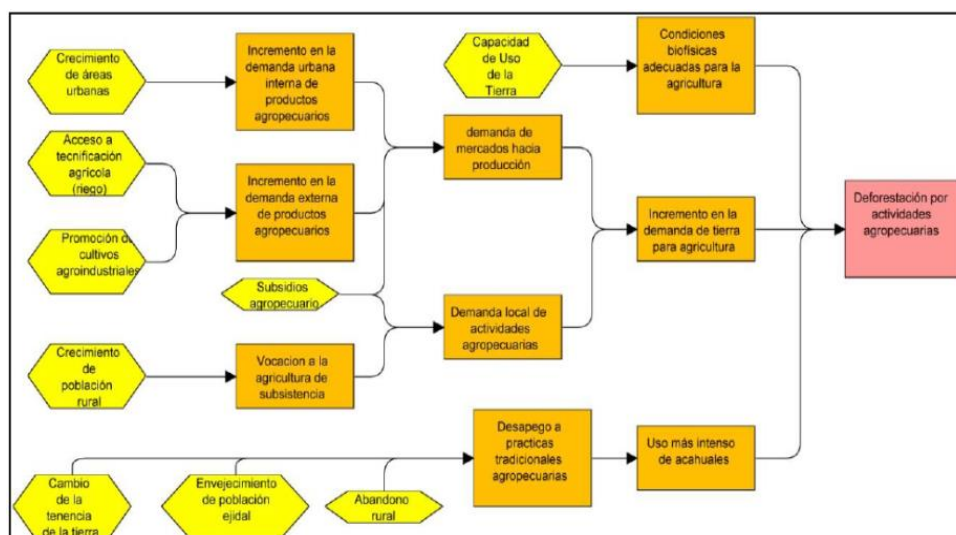 Crecimiento
de áreas
urbanas
Incremento en la
demanda urbana
interna de
productos
agropecuarios
Capacidad
de Uso
de la
Tierra
Condiciones
biofísicas
adecuadas para la
agricultura
Acceso a
tecnificación
agrícola
(riego)
Incremento en la
demanda externa
de productos
agropecuarios
demanda de
mercados hacia
producción
Promoción de
cultivos
agroindustriales
Incremento en la
demanda de tierra
para agricultura
Deforestación por
actividades
agropecuarias
Subsidios
agropecuario
Demanda local de
actividades
agropecuarias
Crecimiento
de
población
rural
Vocacion a la
agricultura de
subsistencia
Desapego a
practicas
tradicionales
agropecuarias
Uso más intenso
de acahuales
Cambio
de la
tenencia
de la tierra
Envejecimiento
de población
ejidal
Abandono
rural